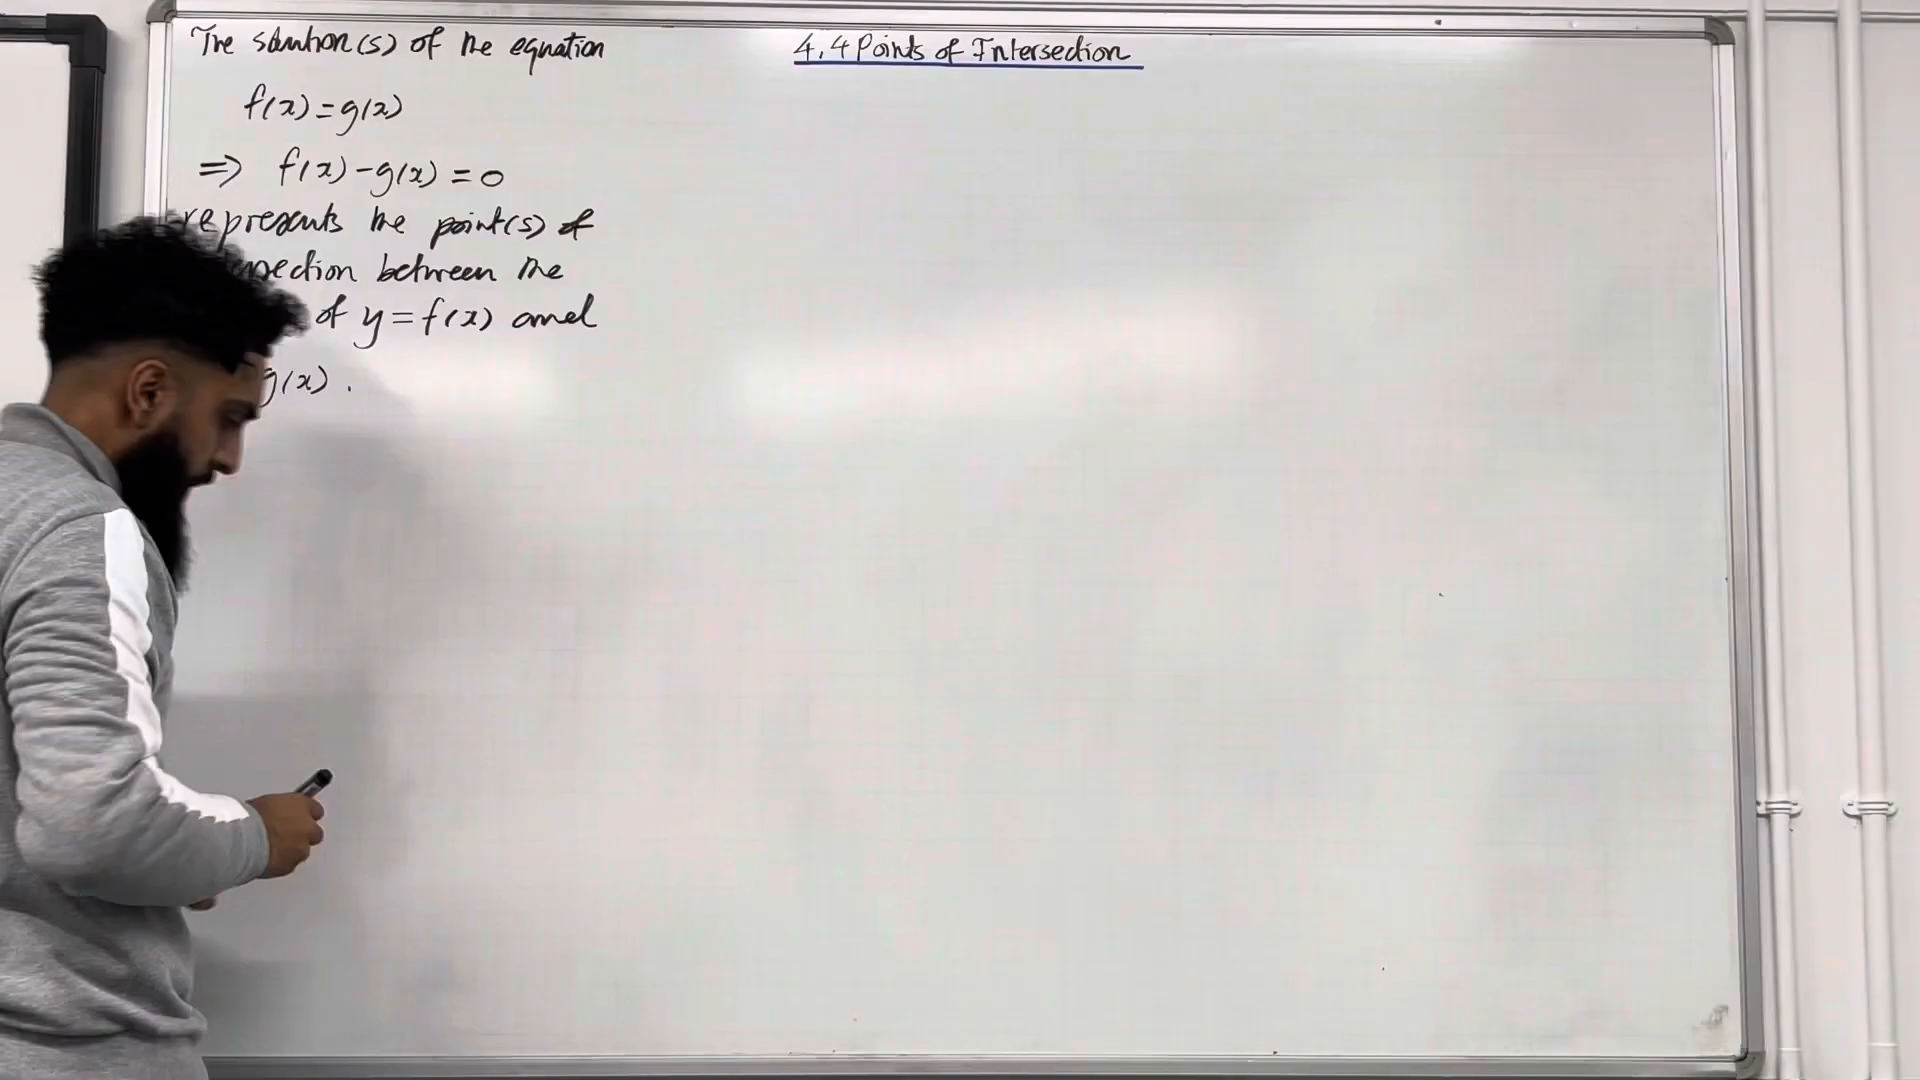 The solution(s) of the equation
f(x)=g(x)
=> f(x)-g(x)=0
represents the point(s) of
section between the
of y=f(x) and
g(x).
4.4 Points of Intersection